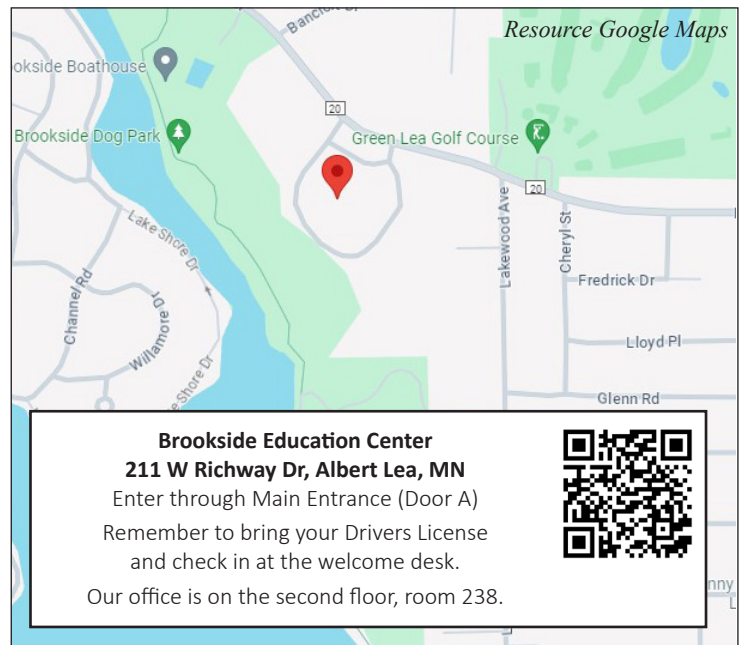 Bancroft
Resource Google Maps
ookside Boathouse
20
Brookside Dog Park
Green Lea Golf Course
20
Lake Shore Dr
Lakewood Ave
Cheryl St
Fredrick Dr
Channel Rd
Willamore Dr
Lloyd Pl
e Shore Dr
Glenn Rd
Brookside Education Center
211 W Richway Dr, Albert Lea, MN
Enter through Main Entrance (Door A)
Remember to bring your Drivers License
and check in at the welcome desk.
Our office is on the second floor, room 238.
nny
L